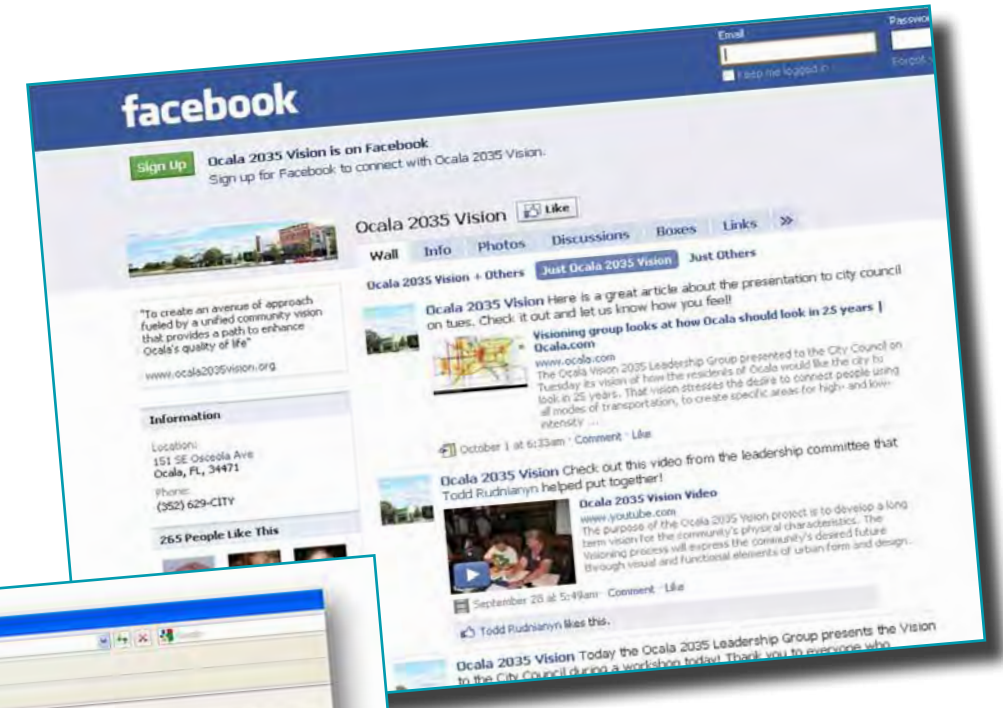 Email
Password
Keep me logged in
Forgot
facebook
Sign Up
Ocala 2035 Vision is on Facebook
Sign up for Facebook to connect with Ocala 2035 Vision.
Ocala 2035 Vision Like
Wall Info Photos Discussions Boxes Links »
Ocala 2035 Vision + Others Just Ocala 2035 Vision Just Others
"To create an avenue of approach
fueled by a unified community vision
that provides a path to enhance
Ocala's quality of life"
www.ocala2035vision.org
Information
Location:
151 SE Osceola Ave
Ocala, FL, 34471
Phone:
(352) 629-CITY
265 People Like This
Ocala 2035 Vision Here is a great article about the presentation to city council
on tues. Check it out and let us know how you feel!
Visioning group looks at how Ocala should look in 25 years |
Ocala.com
www.ocala.com
The Ocala Vision 2035 Leadership Group presented to the City Council on
Tuesday its vision of how the residents of Ocala would like the city to
look in 25 years. That vision stresses the desire to connect people using
all modes of transportation, to create specific areas for high- and low-
intensity ...
October 1 at 6:33am · Comment · Like
Ocala 2035 Vision Check out this video from the leadership committee that
Todd Rudnianyn helped put together!
Ocala 2035 Vision Video
www.youtube.com
The purpose of the Ocala 2035 Vision project is to develop a long
term vision for the community's physical characteristics. The
Visioning process will express the community's desired future
through visual and functional elements of urban form and design...
September 28 at 5:49am · Comment · Like
Todd Rudnianyn likes this.
Ocala 2035 Vision Today the Ocala 2035 Leadership Group presents the Vision
to the City Council during a workshop today! Thank you to everyone who